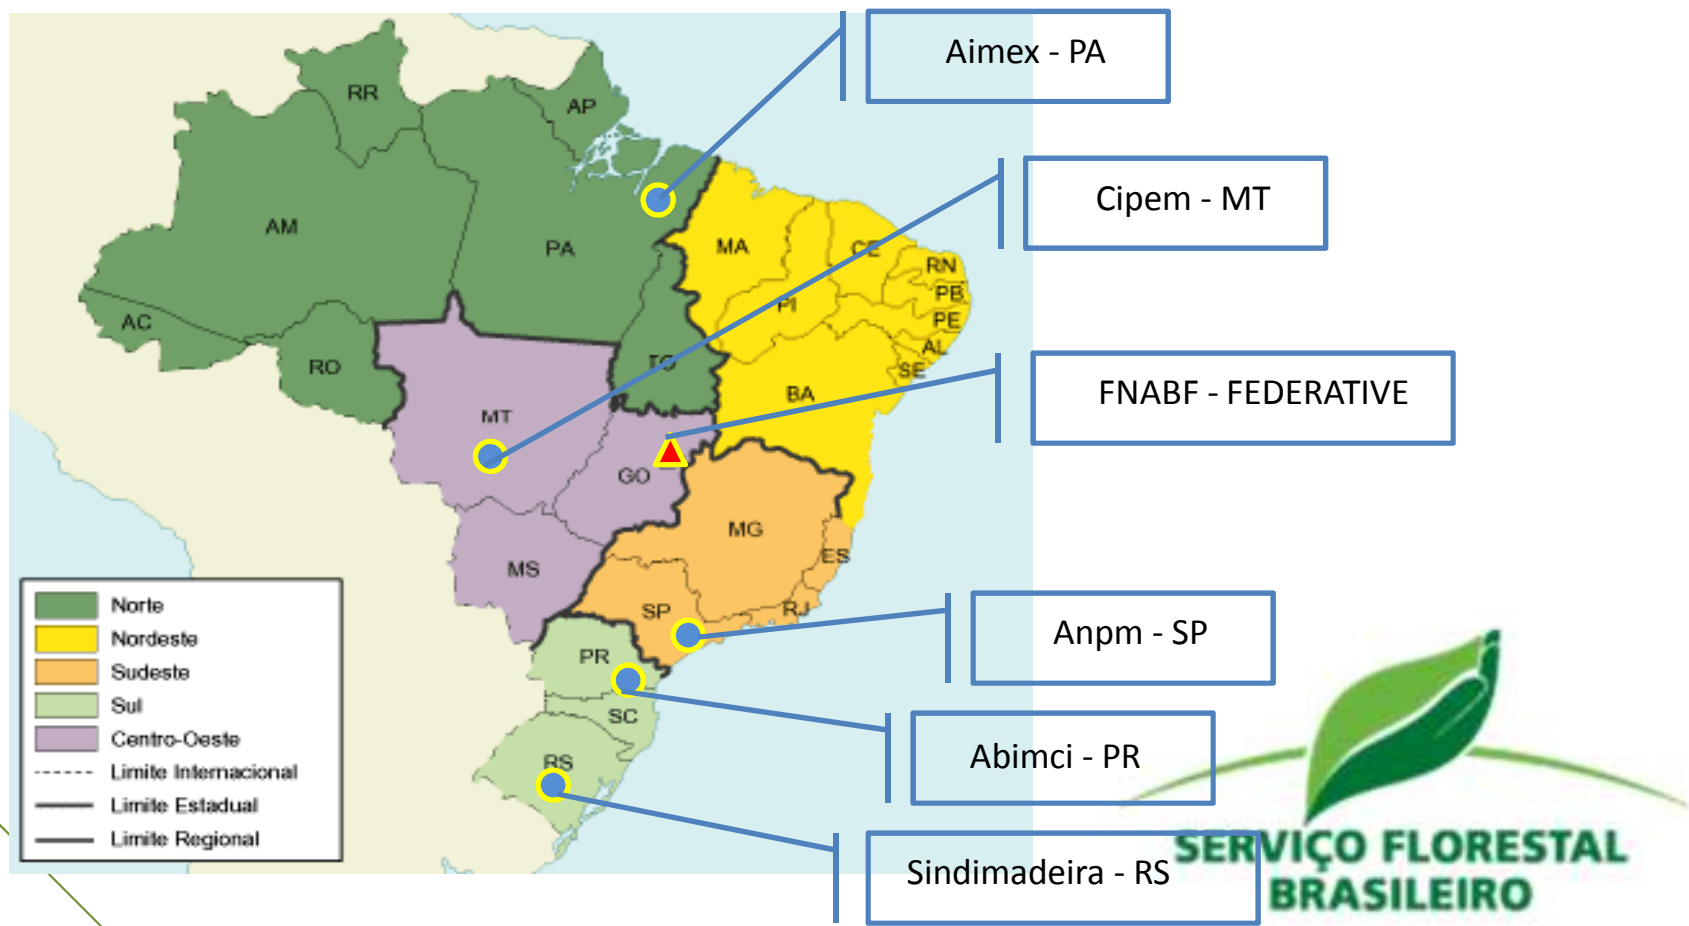 Aimex - PA
Cipem - MT
FNABF - FEDERATIVE
Anpm - SP
Abimci - PR
Sindimadeira - RS
RR
AP
AM
PA
MA
CE
RN
PB
PI
PE
AL
SE
AC
RO
TO
BA
MT
GO
MG
ES
MS
SP
RJ
PR
SC
RS
Norte
Nordeste
Sudeste
Sul
Centro-Oeste
Limite Internacional
Limite Estadual
Limite Regional
SERVIÇO FLORESTAL
BRASILEIRO